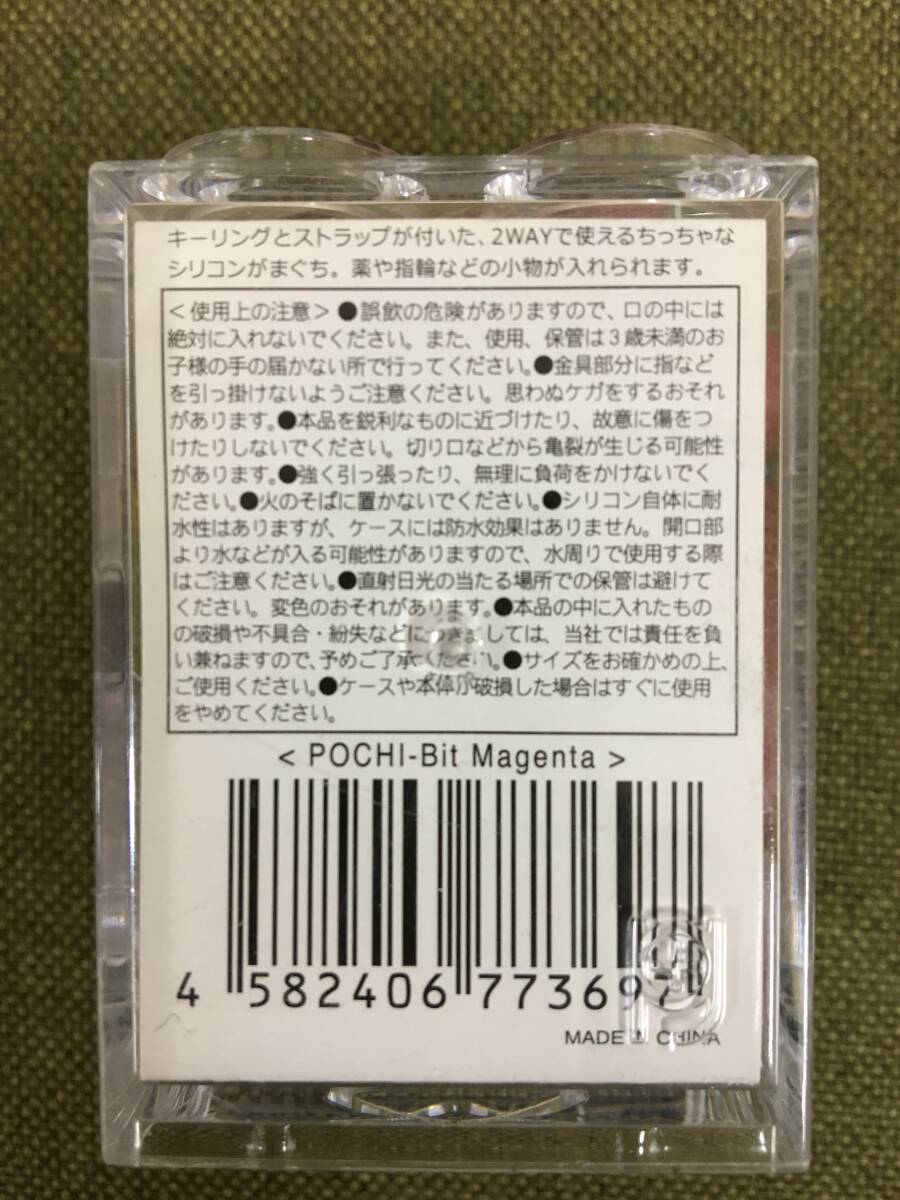 キーリングとストラップが付いた、2WAYで使えるちっちゃな
シリコンがまぐち。薬や指輪などの小物が入れられます。
＜使用上の注意＞●誤飲の危険がありますので、口の中には
絶対に入れないでください。また、使用、保管は3歳未満のお
子様の手の届かない所で行ってください。●金具部分に指など
を引っ掛けないようご注意ください。思わぬケガをするおそれ
があります。●本品を鋭利なものに近づけたり、故意に傷をつ
けたりしないでください。切り口などから亀裂が生じる可能性
があります。●強く引っ張ったり、無理に負荷をかけないでく
ださい。●火のそばに置かないでください。●シリコン自体に耐
水性はありますが、ケースには防水効果はありません。開口部
より水などが入る可能性がありますので、水周りで使用する際
はご注意ください。●直射日光の当たる場所での保管は避けて
ください。変色のおそれがあります。●本品の中に入れたもの
の破損や不具合・紛失などにつきましては、当社では責任を負
い兼ねますので、予めご了承ください。●サイズをお確かめの上、
ご使用ください。●ケースや本体が破損した場合はすぐに使用
をやめてください。
< POCHI-Bit Magenta >
4 582406 773697
MADE IN CHINA